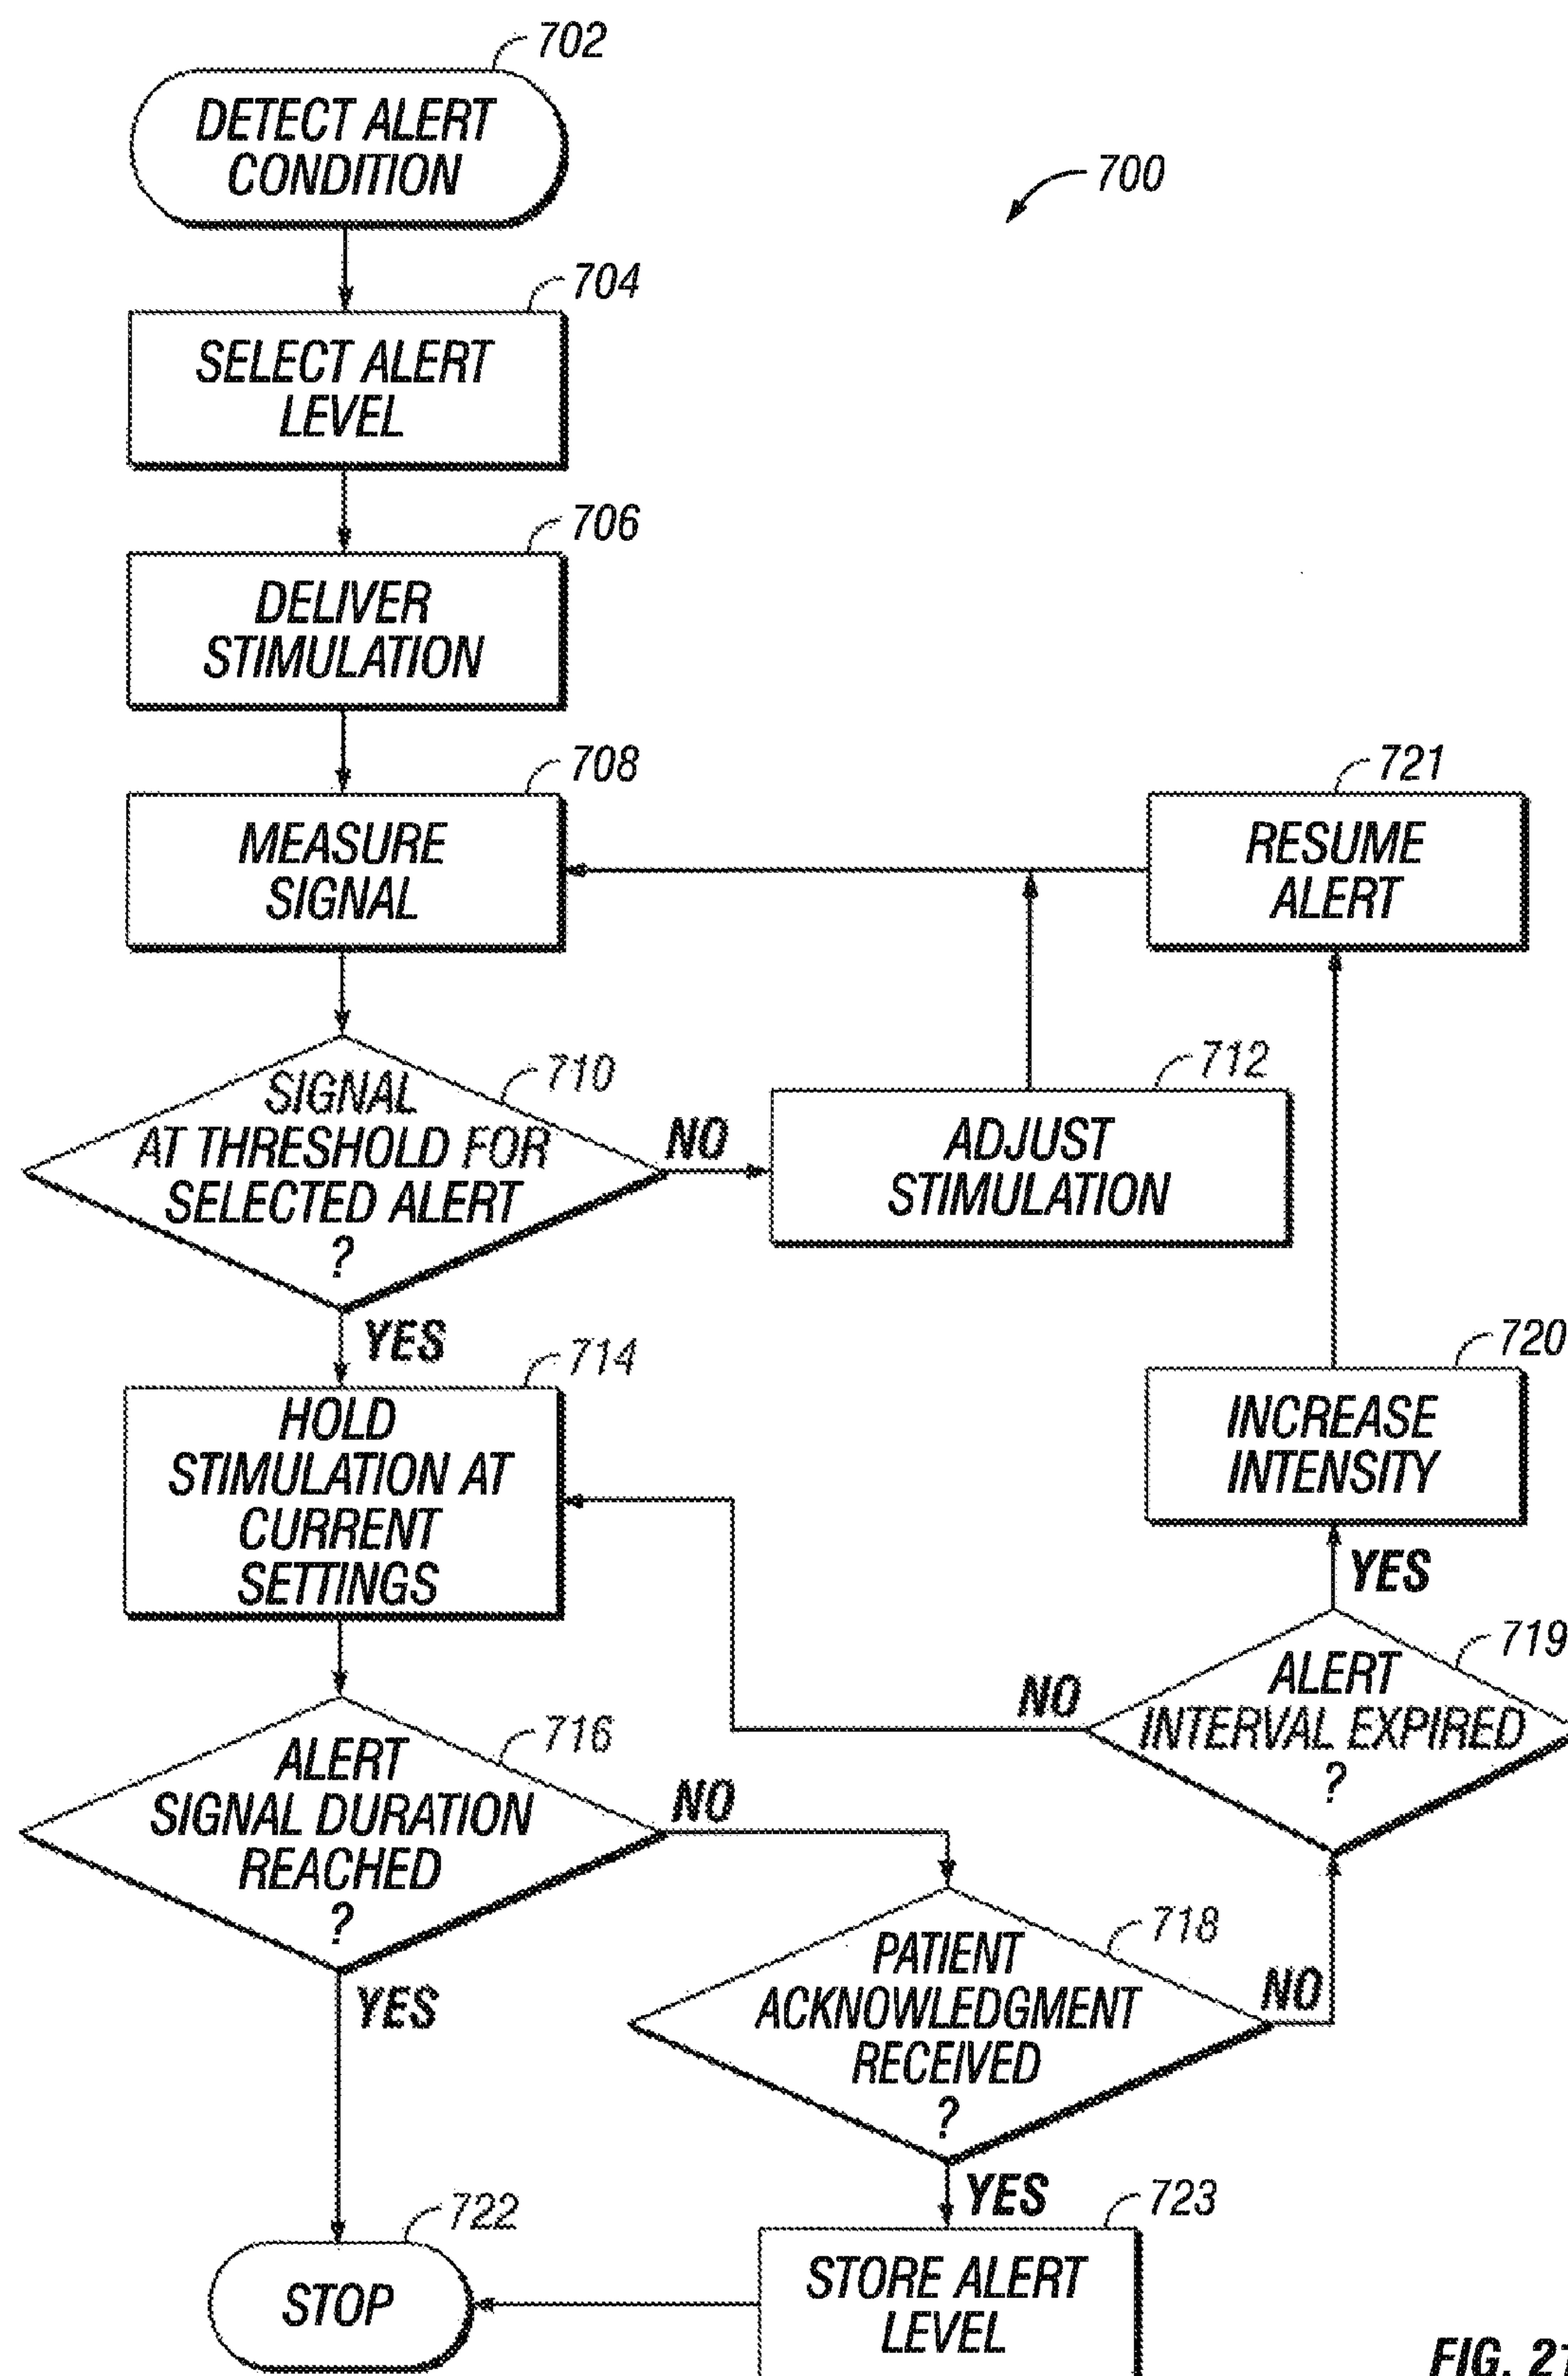 702
DETECT ALERT
CONDITION
700
704
SELECT ALERT
LEVEL
706
DELIVER
STIMULATION
708
MEASURE
SIGNAL
721
RESUME
ALERT
710
SIGNAL
AT THRESHOLD FOR
SELECTED ALERT
?
NO
712
ADJUST
STIMULATION
YES
714
HOLD
STIMULATION AT
CURRENT
SETTINGS
720
INCREASE
INTENSITY
YES
719
ALERT
INTERVAL EXPIRED
?
NO
716
ALERT
SIGNAL DURATION
REACHED
?
NO
YES
718
PATIENT
ACKNOWLEDGMENT
RECEIVED
?
NO
YES
722
STOP
723
STORE ALERT
LEVEL
FIG.